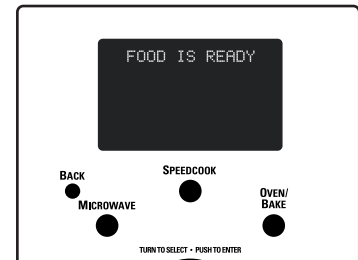 FOOD IS READY
SPEEDCOOK
BACK
OVEN/
BAKE
MICROWAVE
TURN TO SELECT • PUSH TO ENTER